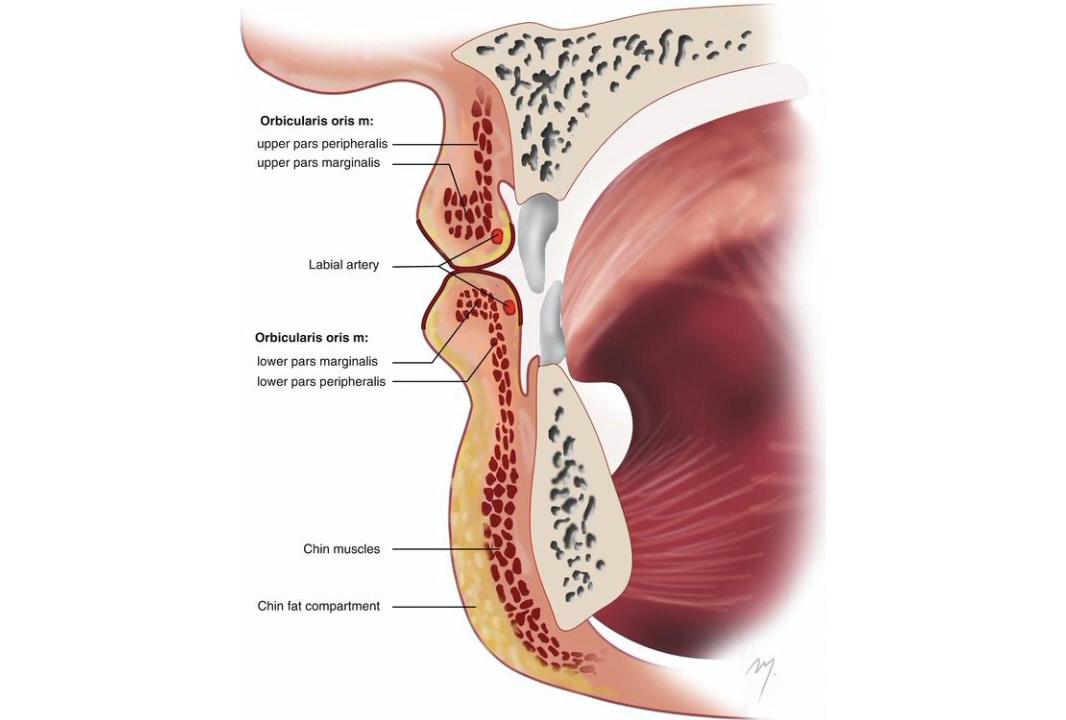 Orbicularis oris m:
upper pars peripheralis
upper pars marginalis
Labial artery
Orbicularis oris m:
lower pars marginalis
lower pars peripheralis
Chin muscles
Chin fat compartment